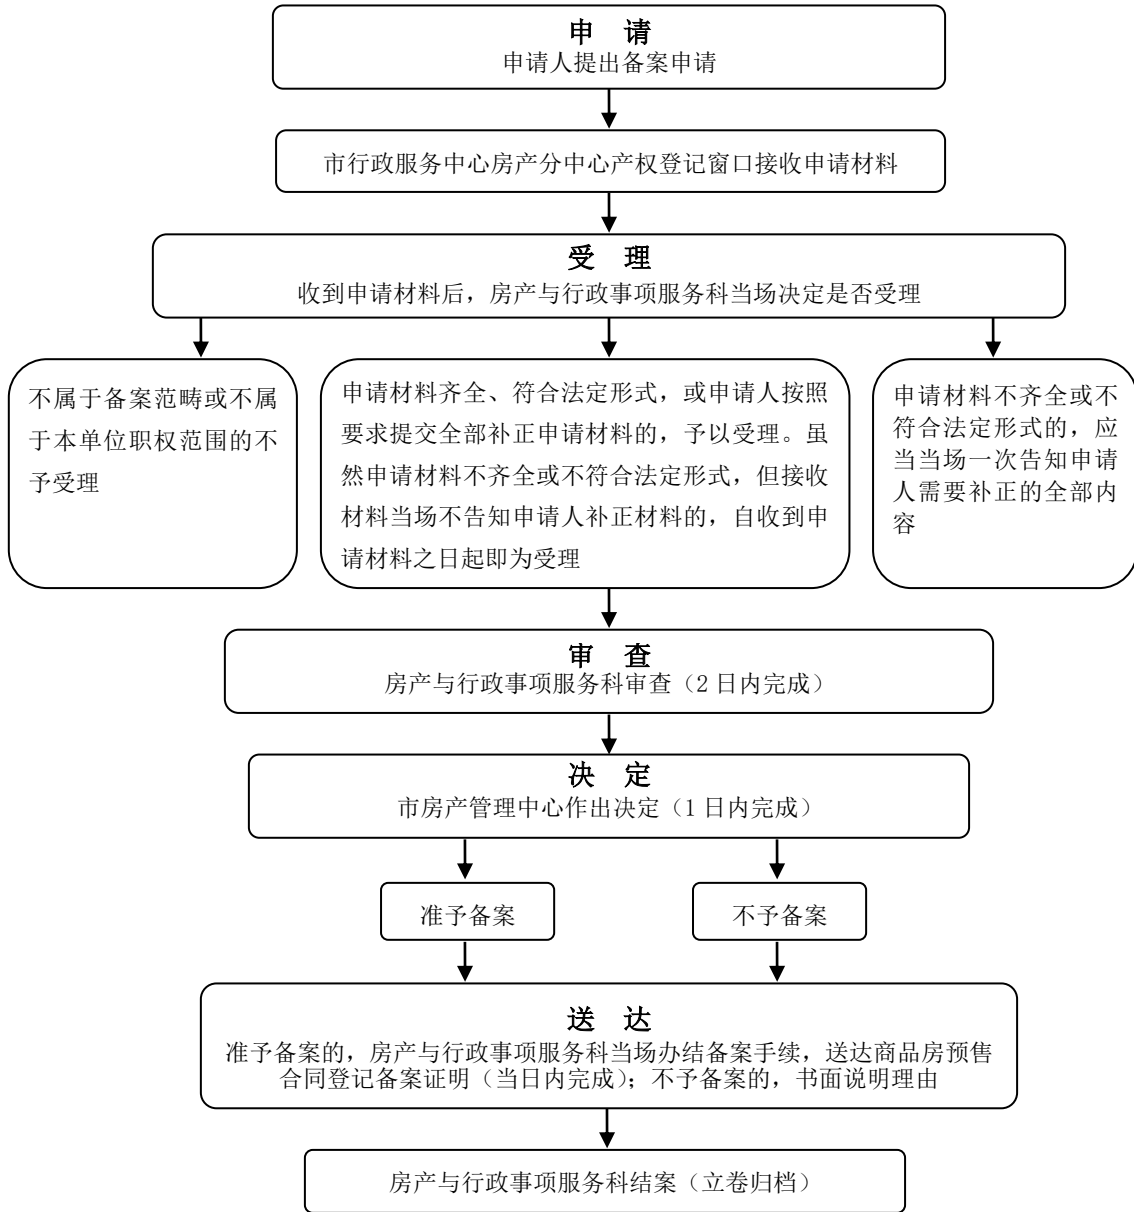 申 请
申请人提出备案申请
市行政服务中心房产分中心产权登记窗口接收申请材料
受 理
收到申请材料后，房产与行政事项服务科当场决定是否受理
不属于备案范畴或不属
于本单位职权范围的不
予受理
申请材料齐全、符合法定形式，或申请人按照
要求提交全部补正申请材料的，予以受理。虽
然申请材料不齐全或不符合法定形式，但接收
材料当场不告知申请人补正材料的，自收到申
请材料之日起即为受理
申请材料不齐全或不
符合法定形式的，应
当当场一次告知申请
人需要补正的全部内
容
审 查
房产与行政事项服务科审查（2 日内完成）
决 定
市房产管理中心作出决定（1 日内完成）
准予备案
不予备案
送 达
准予备案的，房产与行政事项服务科当场办结备案手续，送达商品房预售
合同登记备案证明（当日内完成）；不予备案的，书面说明理由
房产与行政事项服务科结案（立卷归档）